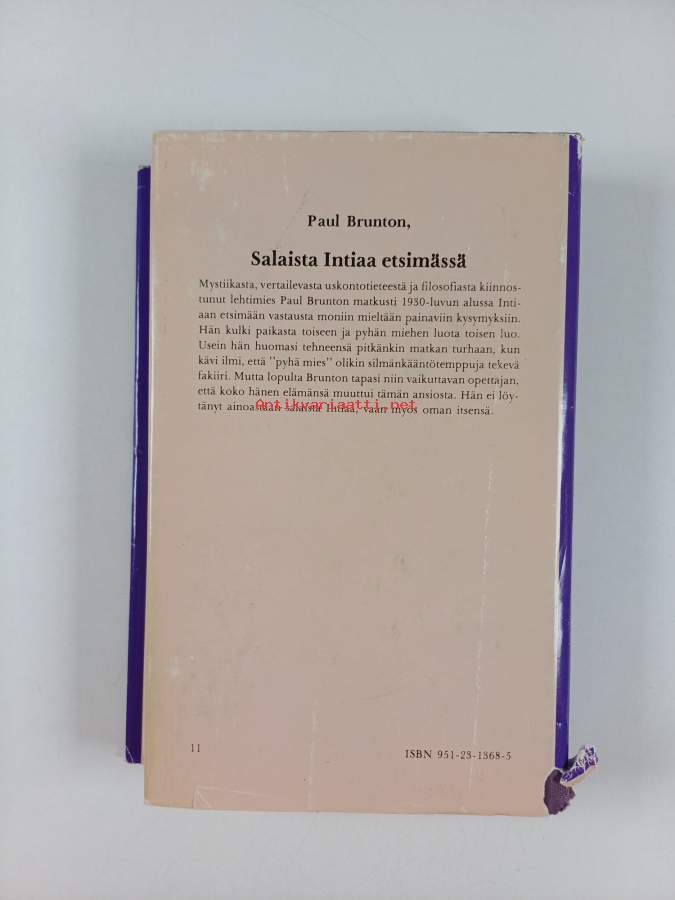 Paul Brunton,
Salaista Intiaa etsimässä
Mystiikasta, vertailevasta uskontotieteestä ja filosofiasta kiinnos-
tunut lehtimies Paul Brunton matkusti 1930-luvun alussa Inti-
aan etsimään vastausta moniin mieltään painaviin kysymyksiin.
Hän kulki paikasta toiseen ja pyhän miehen luota toisen luo.
Usein hän huomasi tehneensä pitkänkin matkan turhaan, kun
kävi ilmi, että "pyhä mies" olikin silmänkääntötemppuja tekevä
fakiiri. Mutta lopulta Brunton tapasi niin vaikuttavan opettajan,
että koko hänen elämänsä muuttui tämän ansiosta. Hän ei löy-
tänyt ainoastaan salaista Intiaa, vaan myös oman itsensä.
Antikvariaatti.net
11
ISBN 951-23-1368-5